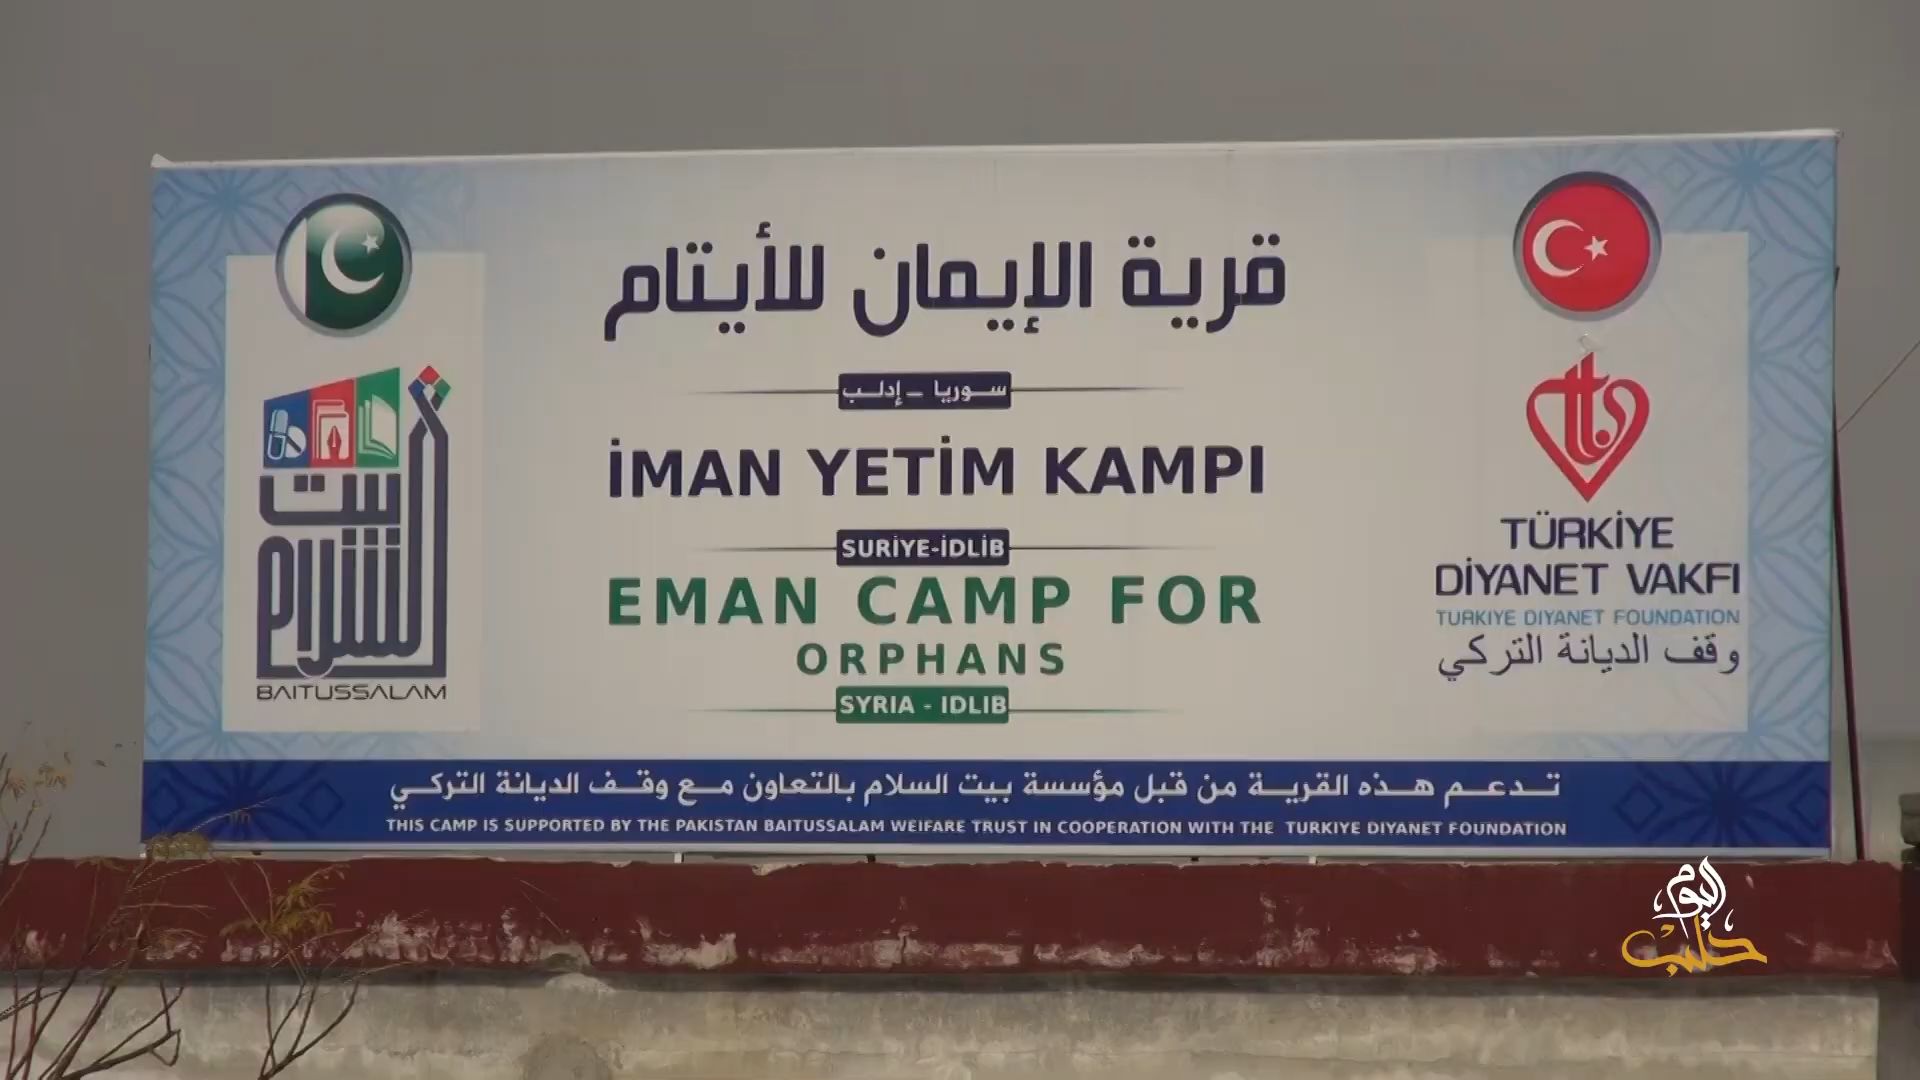 قرية الإيمان للأيتام
سوريا - إدلب
İMAN YETİM KAMPI
SURİYE-İDLİB
EMAN CAMP FOR
ORPHANS
SYRIA - IDLIB
بيت
السلام
BAITUSSALAM
TÜRKİYE
DİYANET VAKFI
TURKIYE DIYANET FOUNDATION
وقف الديانة التركي
تدعم هذه القرية من قبل مؤسسة بيت السلام بالتعاون مع وقف الديانة التركي
THIS CAMP IS SUPPORTED BY THE PAKISTAN BAITUSSALAM WEIFARE TRUST IN COOPERATION WITH THE TURKIYE DIYANET FOUNDATION
حلب
اليوم